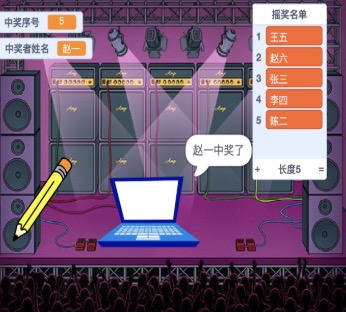 中奖序号 5
中奖者姓名 赵一
摇奖名单
1 王五
2 赵六
3 张三
4 李四
5 陈二
+ 长度5 =
赵一中奖了